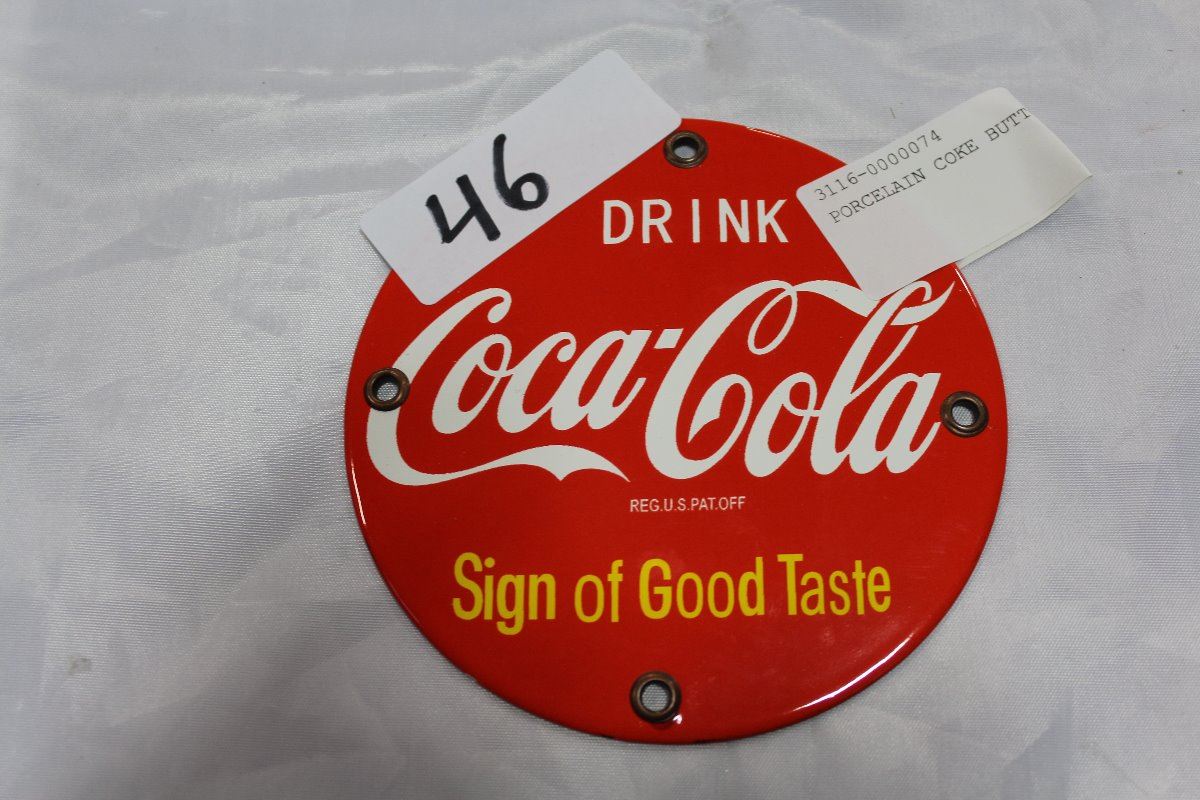 46
3116-0000074
PORCELAIN COKE BUTT
DRINK
Coca-Cola
REG.U.S.PAT.OFF
Sign of Good Taste